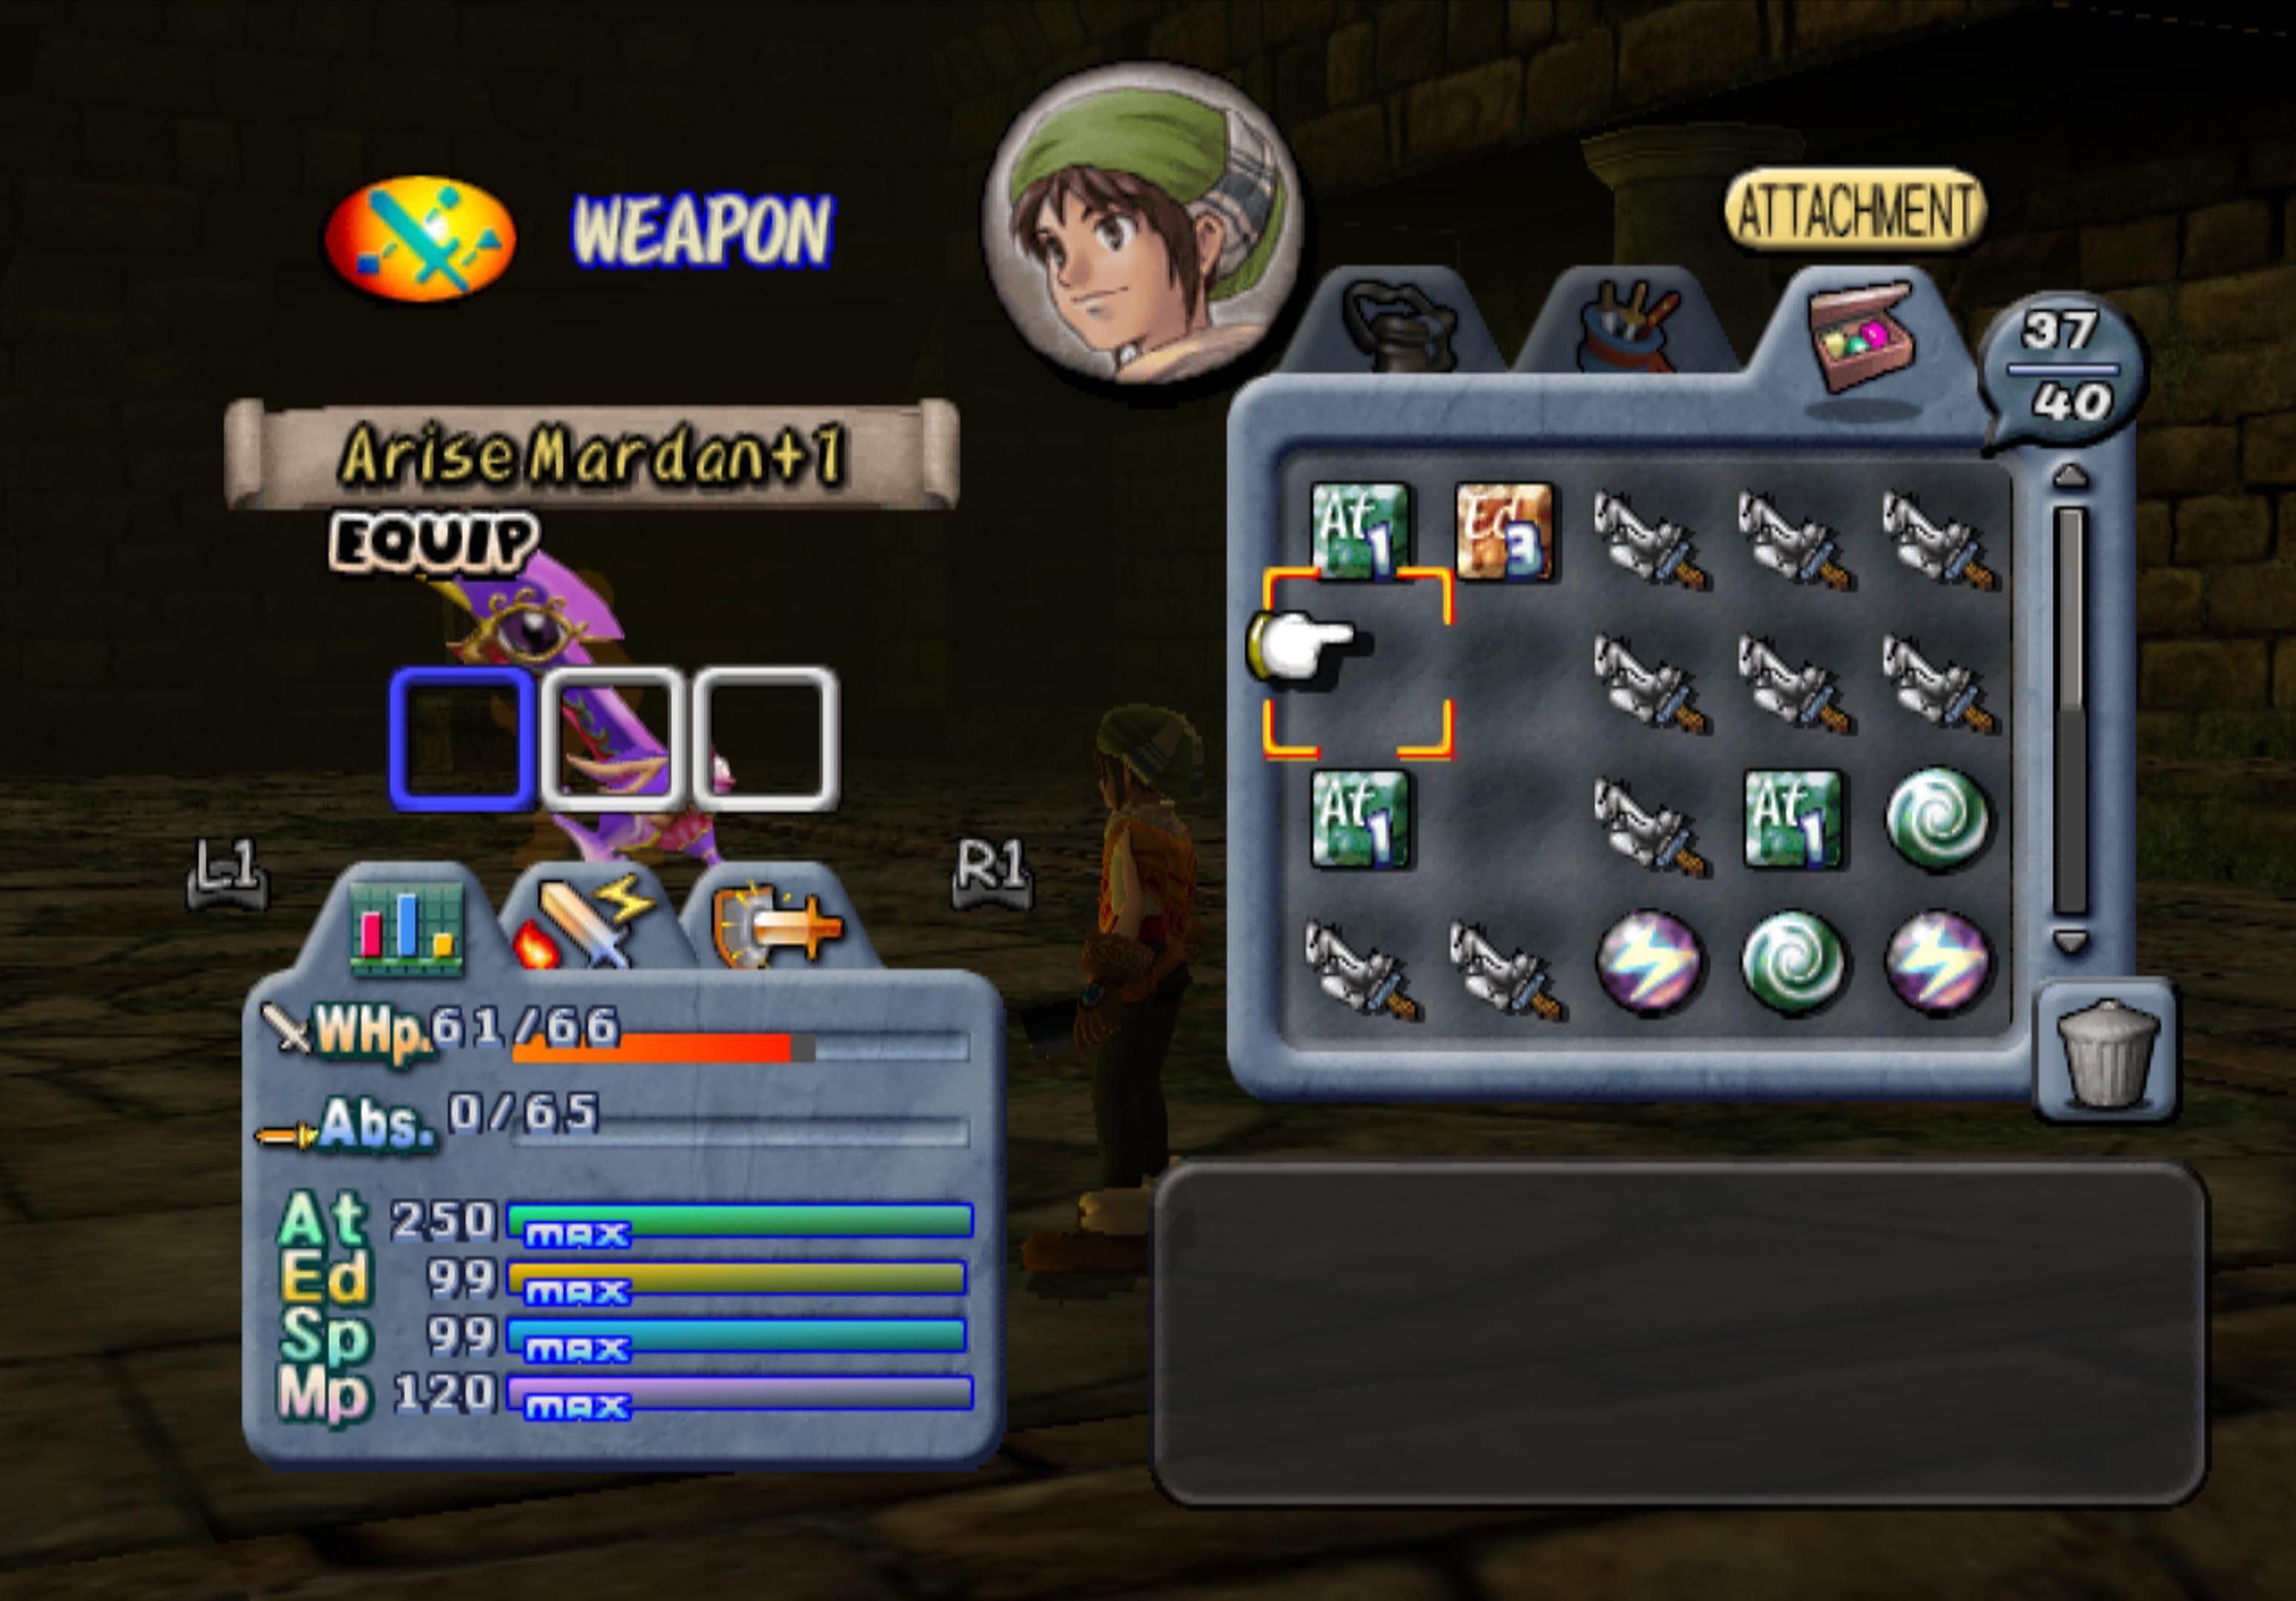 WEAPON
ATTACHMENT
37
40
Arise Mardan+1
EQUIP
At 1
Ed 3
At 1
At 1
L1
R1
WHp. 61/66
Abs. 0/65
At 250 max
Ed 99 max
Sp 99 max
Mp 120 max